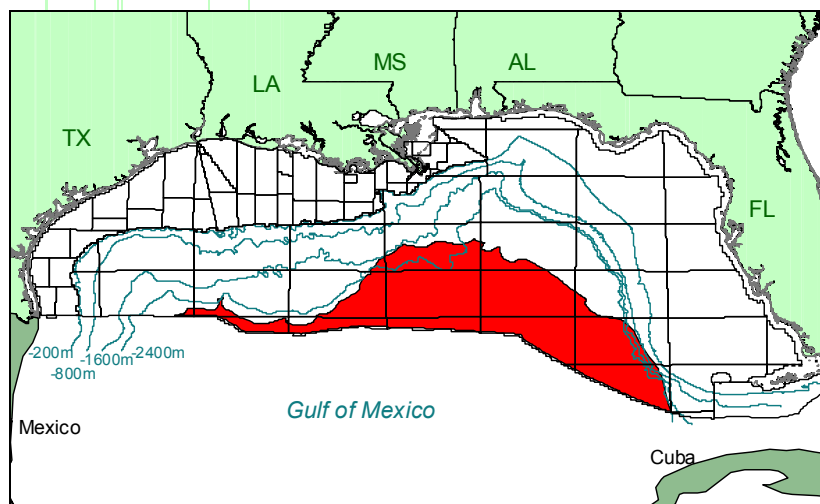 MS
AL
LA
TX
FL
-200m
-1600m
-2400m
-800m
Gulf of Mexico
Mexico
Cuba